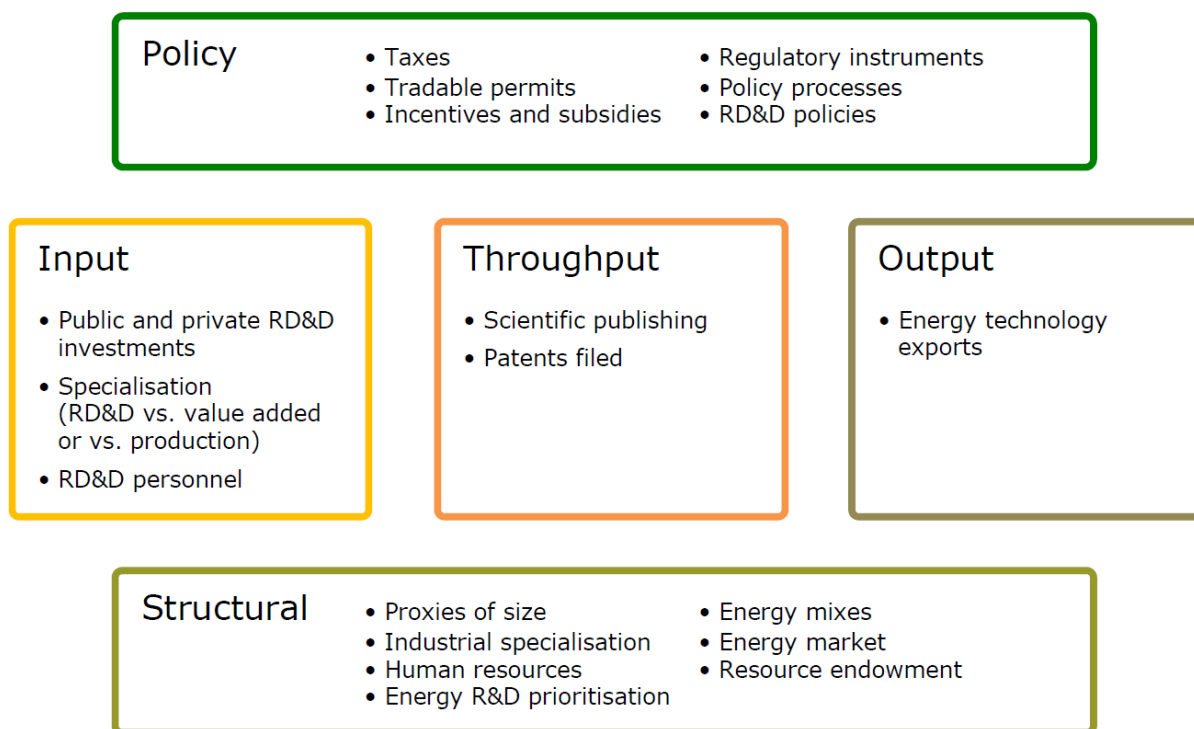 Policy
• Taxes
• Tradable permits
• Incentives and subsidies
• Regulatory instruments
• Policy processes
• RD&D policies
Input
• Public and private RD&D
investments
• Specialisation
(RD&D vs. value added
or vs. production)
• RD&D personnel
Throughput
• Scientific publishing
• Patents filed
Output
• Energy technology
exports
Structural
• Proxies of size
• Industrial specialisation
• Human resources
• Energy R&D prioritisation
• Energy mixes
• Energy market
• Resource endowment